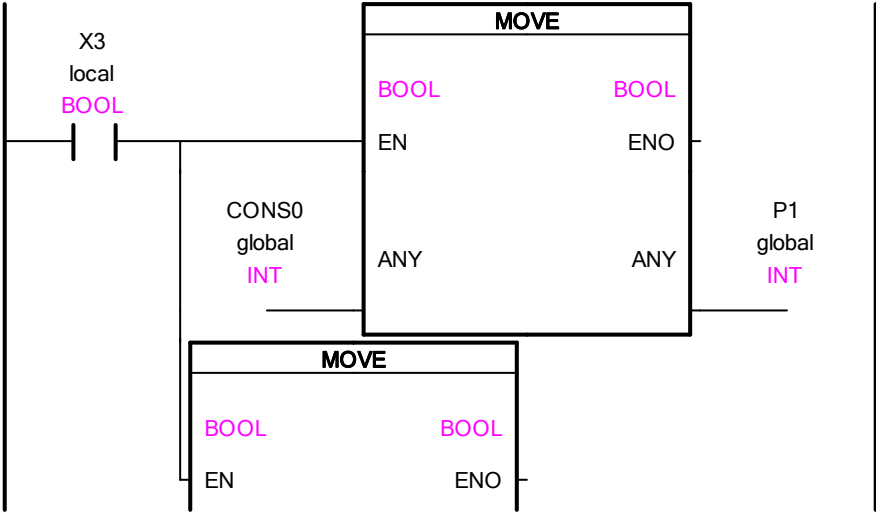 MOVE
X3
local
BOOL
BOOL BOOL
EN ENO
CONS0
global
INT
ANY ANY
P1
global
INT
MOVE
BOOL BOOL
EN ENO